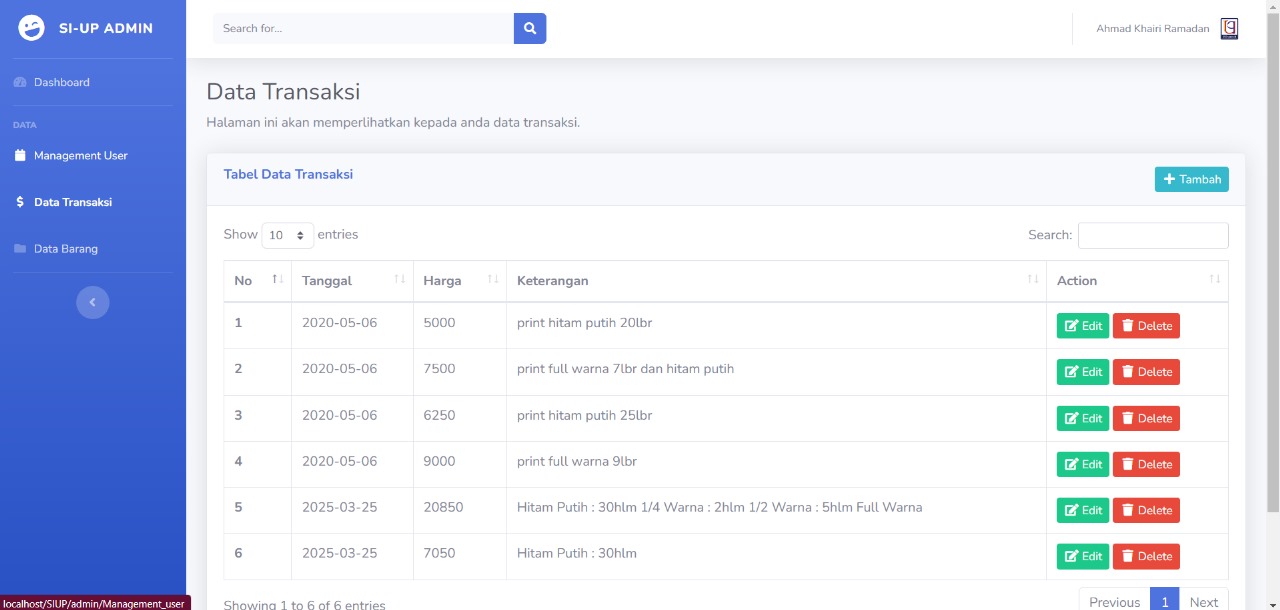 SI-UP ADMIN
Search for...
Ahmad Khairi Ramadan
Dashboard
DATA
Management User
Data Transaksi
Data Barang
Data Transaksi
Halaman ini akan memperlihatkan kepada anda data transaksi.
Tabel Data Transaksi
Tambah
Show 10 entries
Search:
No Tanggal Harga Keterangan Action
1 2020-05-06 5000 print hitam putih 20lbr Edit Delete
2 2020-05-06 7500 print full warna 7lbr dan hitam putih Edit Delete
3 2020-05-06 6250 print hitam putih 25lbr Edit Delete
4 2020-05-06 9000 print full warna 9lbr Edit Delete
5 2025-03-25 20850 Hitam Putih : 30hlm 1/4 Warna : 2hlm 1/2 Warna : 5hlm Full Warna Edit Delete
6 2025-03-25 7050 Hitam Putih : 30hlm Edit Delete
Showing 1 to 6 of 6 entries
Previous 1 Next
localhost/SIUP/admin/Management_user